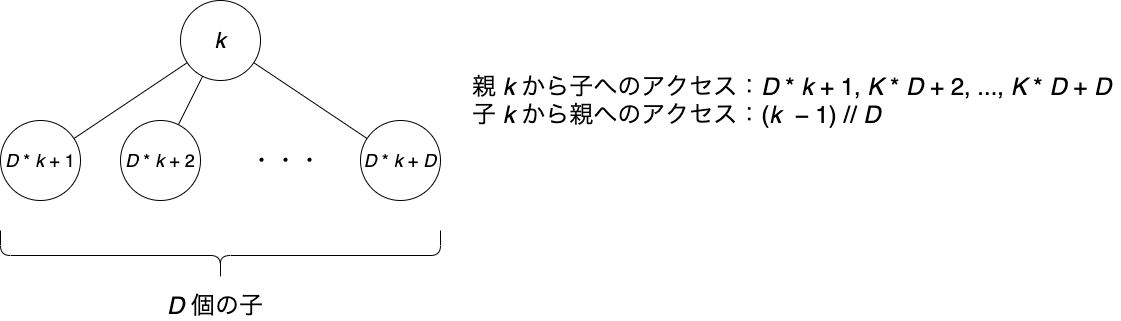 k
親 k から子へのアクセス：D * k + 1, K * D + 2, ..., K * D + D
子 k から親へのアクセス：(k − 1) // D
D * k + 1
D * k + 2
・・・
D * k + D
D 個の子